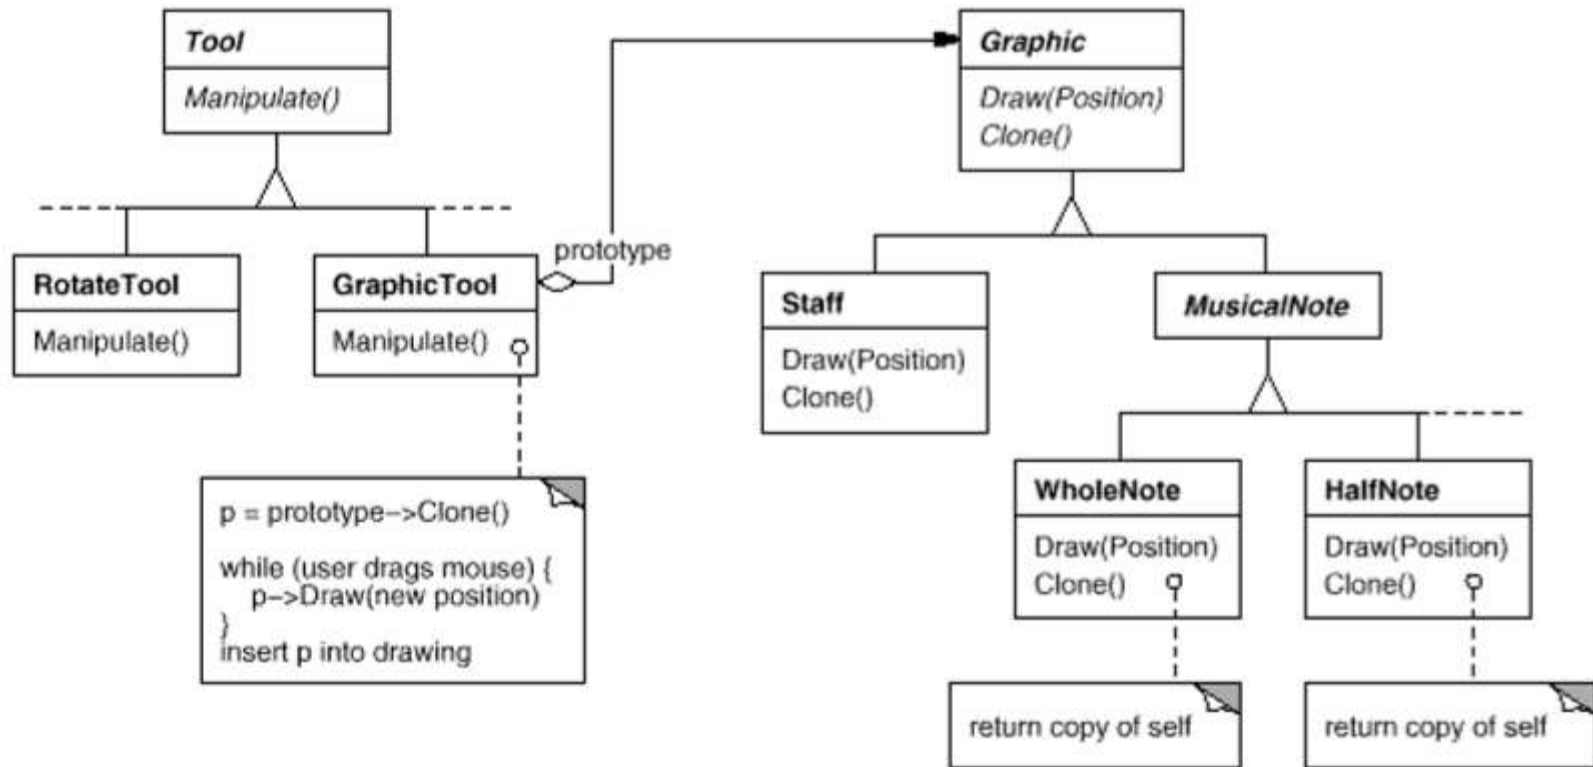 Tool
Manipulate()
Graphic
Draw(Position)
Clone()
prototype
RotateTool
Manipulate()
GraphicTool
Manipulate()
Staff
Draw(Position)
Clone()
MusicalNote
p = prototype->Clone()
while (user drags mouse) {
p->Draw(new position)
}
insert p into drawing
WholeNote
Draw(Position)
Clone()
HalfNote
Draw(Position)
Clone()
return copy of self
return copy of self